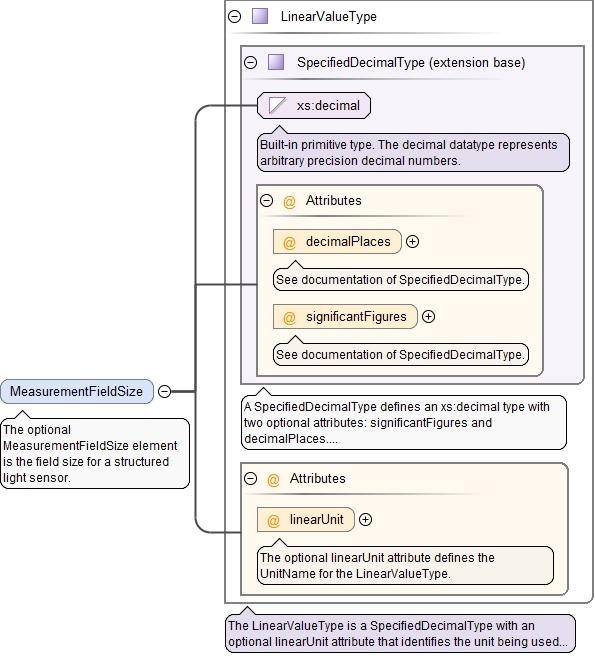 LinearValueType
SpecifiedDecimalType (extension base)
xs:decimal
Built-in primitive type. The decimal datatype represents
arbitrary precision decimal numbers.
@ Attributes
@ decimalPlaces
See documentation of SpecifiedDecimalType.
@ significantFigures
See documentation of SpecifiedDecimalType.
MeasurementFieldSize
The optional
MeasurementFieldSize element
is the field size for a structured
light sensor.
A SpecifiedDecimalType defines an xs:decimal type with
two optional attributes: significantFigures and
decimalPlaces....
@ Attributes
@ linearUnit
The optional linearUnit attribute defines the
UnitName for the LinearValueType.
The LinearValueType is a SpecifiedDecimalType with an
optional linearUnit attribute that identifies the unit being used...